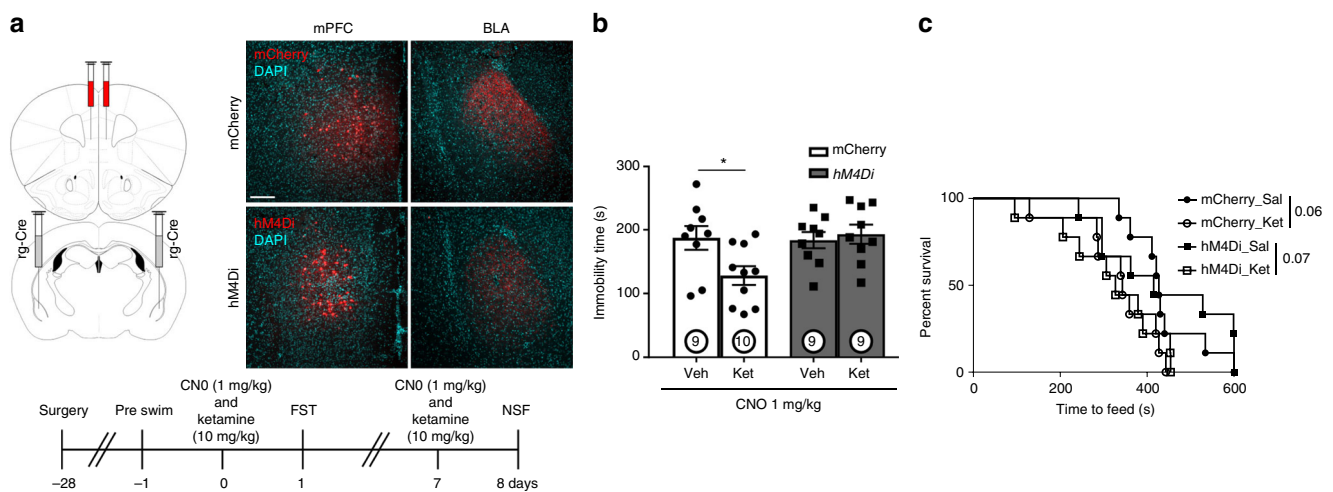 a
mPFC
BLA
mCherry
DAPI
mCherry
hM4Di
DAPI
hM4Di
rg-Cre
rg-Cre
CN0 (1 mg/kg)
and
ketamine
(10 mg/kg)
CN0 (1 mg/kg)
and
ketamine
(10 mg/kg)
Surgery
Pre swim
FST
NSF
–28
–1
0
1
7
8 days
b
mCherry
hM4Di
*
Immobility time (s)
300
200
100
0
9
10
9
9
Veh
Ket
Veh
Ket
CNO 1 mg/kg
c
Percent survival
100
50
0
mCherry_Sal
mCherry_Ket
0.06
hM4Di_Sal
hM4Di_Ket
0.07
0
200
400
600
Time to feed (s)